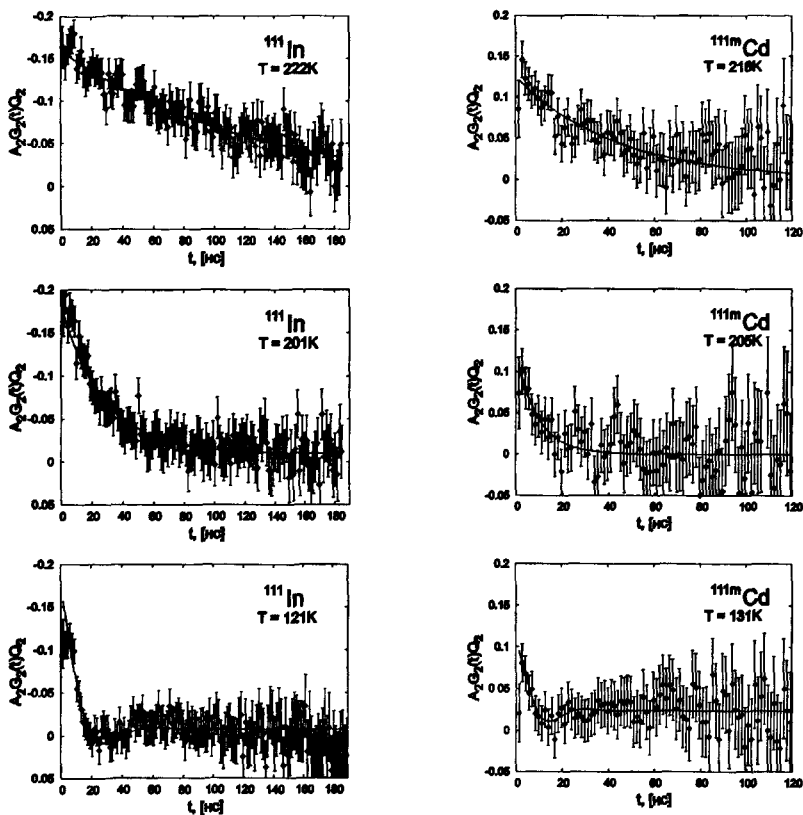 -0.2
-0.15
-0.1
-0.05
0
0.05
A₂G₂(t)Q₂
¹¹¹In
T = 222K
0 20 40 60 80 100 120 140 160 180
t, [нс]
0.2
0.15
0.1
0.05
0
-0.05
A₂G₂(t)Q₂
¹¹¹ᵐCd
T = 216K
0 20 40 60 80 100 120
t, [нс]
-0.2
-0.15
-0.1
-0.05
0
0.05
A₂G₂(t)Q₂
¹¹¹In
T = 201K
0 20 40 60 80 100 120 140 160 180
t, [нс]
0.2
0.15
0.1
0.05
0
-0.05
A₂G₂(t)Q₂
¹¹¹ᵐCd
T = 205K
0 20 40 60 80 100 120
t, [нс]
-0.2
-0.15
-0.1
-0.05
0
0.05
A₂G₂(t)Q₂
¹¹¹In
T = 121K
0 20 40 60 80 100 120 140 160 180
t, [нс]
0.2
0.15
0.1
0.05
0
-0.05
A₂G₂(t)Q₂
¹¹¹ᵐCd
T = 131K
0 20 40 60 80 100 120
t, [нс]